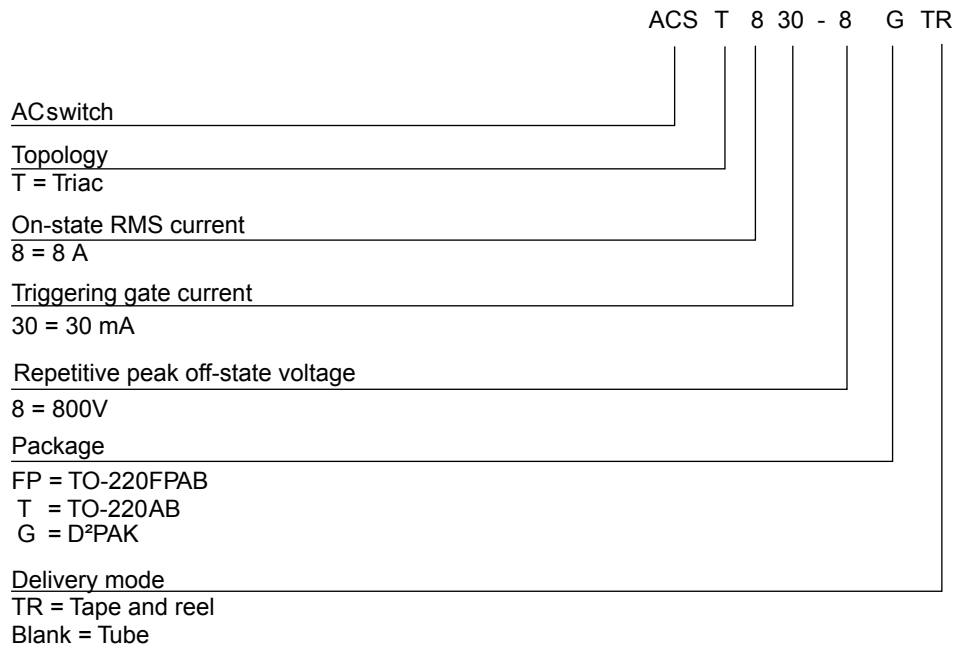 ACS T 8 30 - 8 G TR
ACswitch
Topology
T = Triac
On-state RMS current
8 = 8 A
Triggering gate current
30 = 30 mA
Repetitive peak off-state voltage
8 = 800V
Package
FP = TO-220FPAB
T = TO-220AB
G = D²PAK
Delivery mode
TR = Tape and reel
Blank = Tube